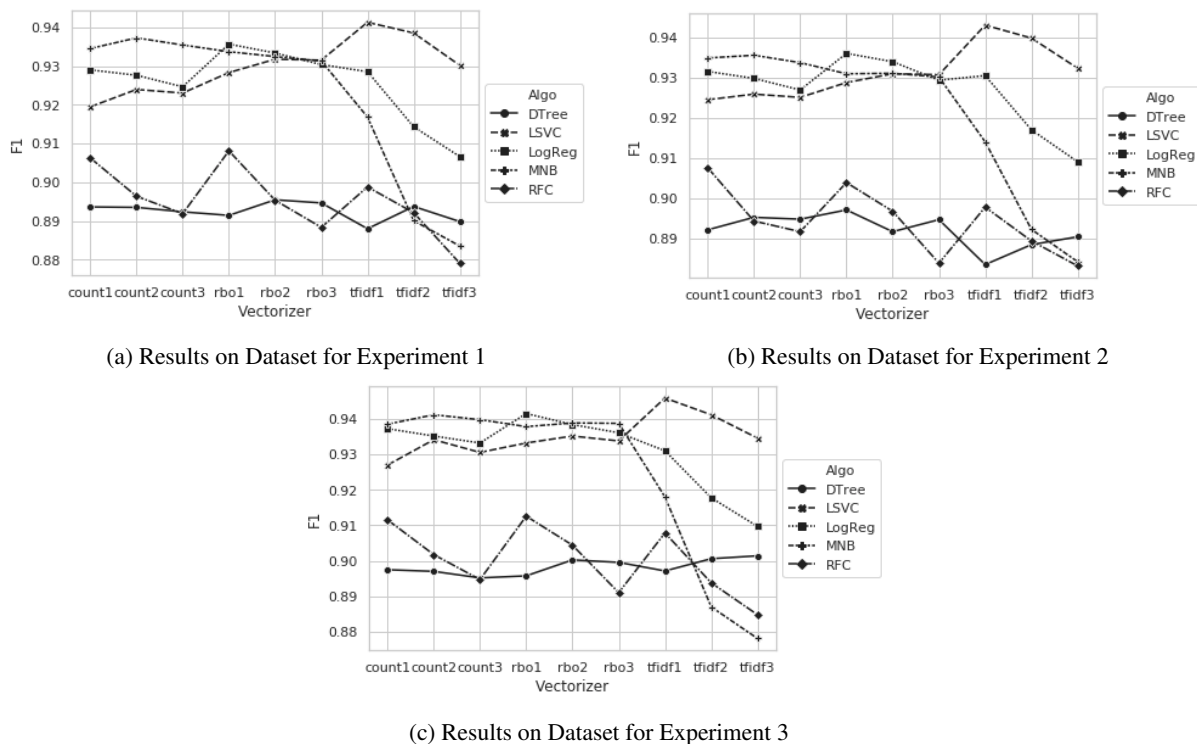 0.94
0.93
0.92
0.91
0.90
0.89
0.88
F1
count1 count2 count3 rbo1 rbo2 rbo3 tfidf1 tfidf2 tfidf3
Vectorizer
Algo
DTree
LSVC
LogReg
MNB
RFC
(a) Results on Dataset for Experiment 1
0.94
0.93
0.92
0.91
0.90
0.89
F1
count1 count2 count3 rbo1 rbo2 rbo3 tfidf1 tfidf2 tfidf3
Vectorizer
Algo
DTree
LSVC
LogReg
MNB
RFC
(b) Results on Dataset for Experiment 2
0.94
0.93
0.92
0.91
0.90
0.89
0.88
F1
count1 count2 count3 rbo1 rbo2 rbo3 tfidf1 tfidf2 tfidf3
Vectorizer
Algo
DTree
LSVC
LogReg
MNB
RFC
(c) Results on Dataset for Experiment 3